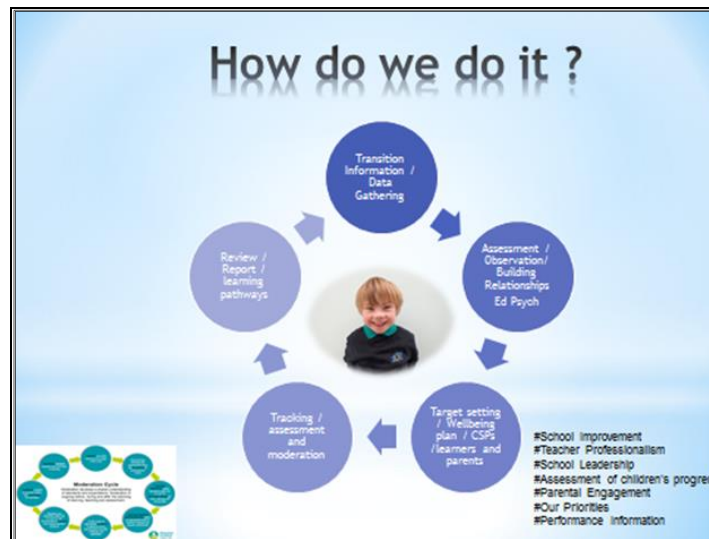 How do we do it ?
Transition
Information /
Data
Gathering
Assessment /
Observation/
Building
Relationships
Ed Psych
Target setting
/ Wellbeing
plan / CSPs
/learners and
parents
Tracking /
assessment
and
moderation
Review /
Report /
learning
pathways
#School Improvement
#Teacher Professionalism
#School Leadership
#Assessment of children's progres
#Parental Engagement
#Our Priorities
#Performance Information
Moderation Cycle